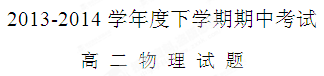 2013-2014 学年度下学期期中考试
高 二 物 理 试 题